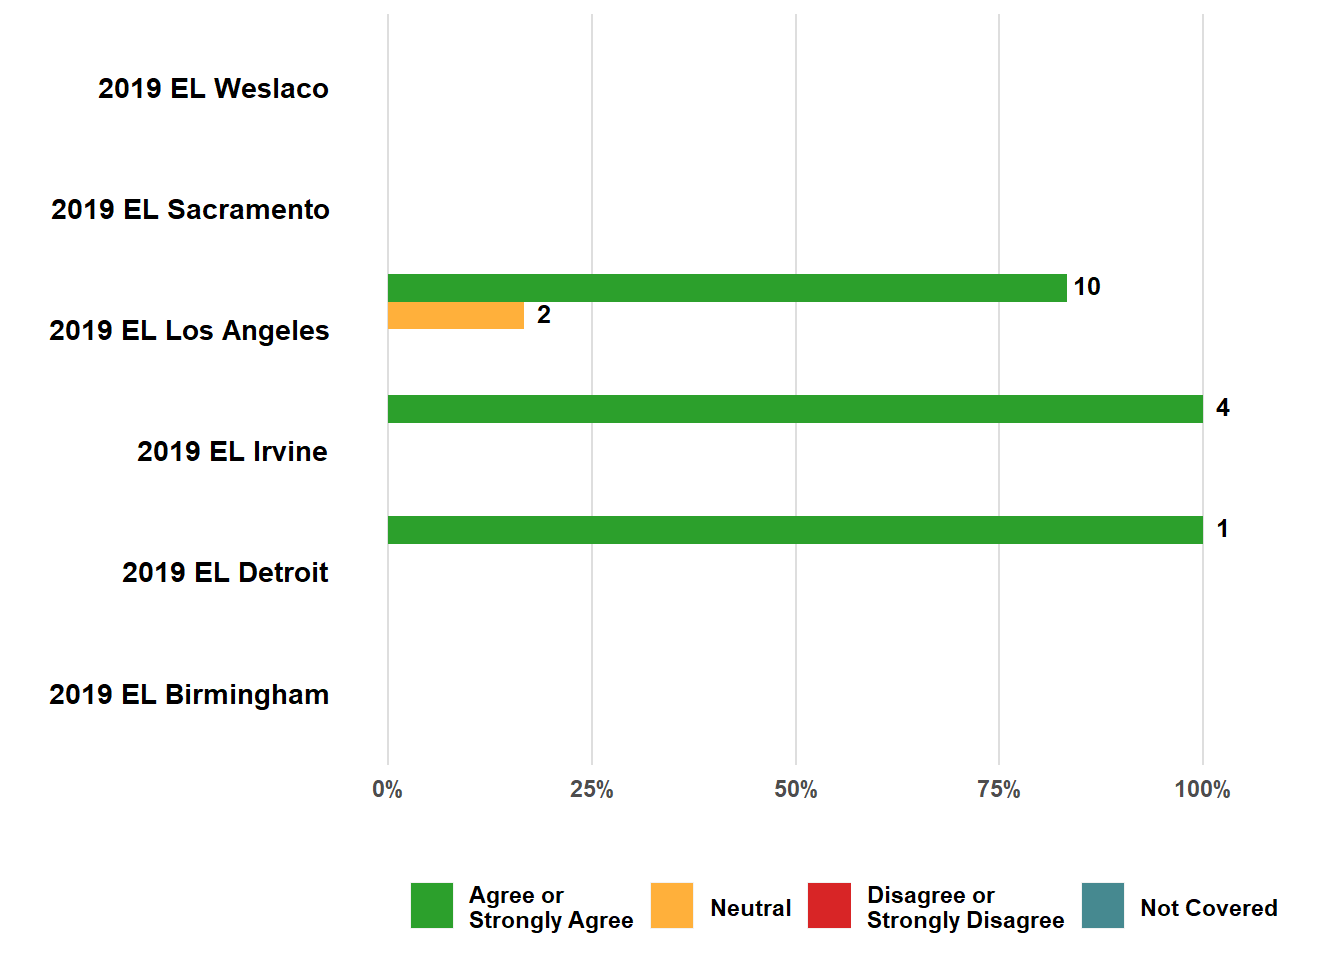 2019 EL Weslaco
2019 EL Sacramento
10
2
2019 EL Los Angeles
4
2019 EL Irvine
1
2019 EL Detroit
2019 EL Birmingham
0% 25% 50% 75% 100%
Agree or
Strongly Agree
Neutral
Disagree or
Strongly Disagree
Not Covered